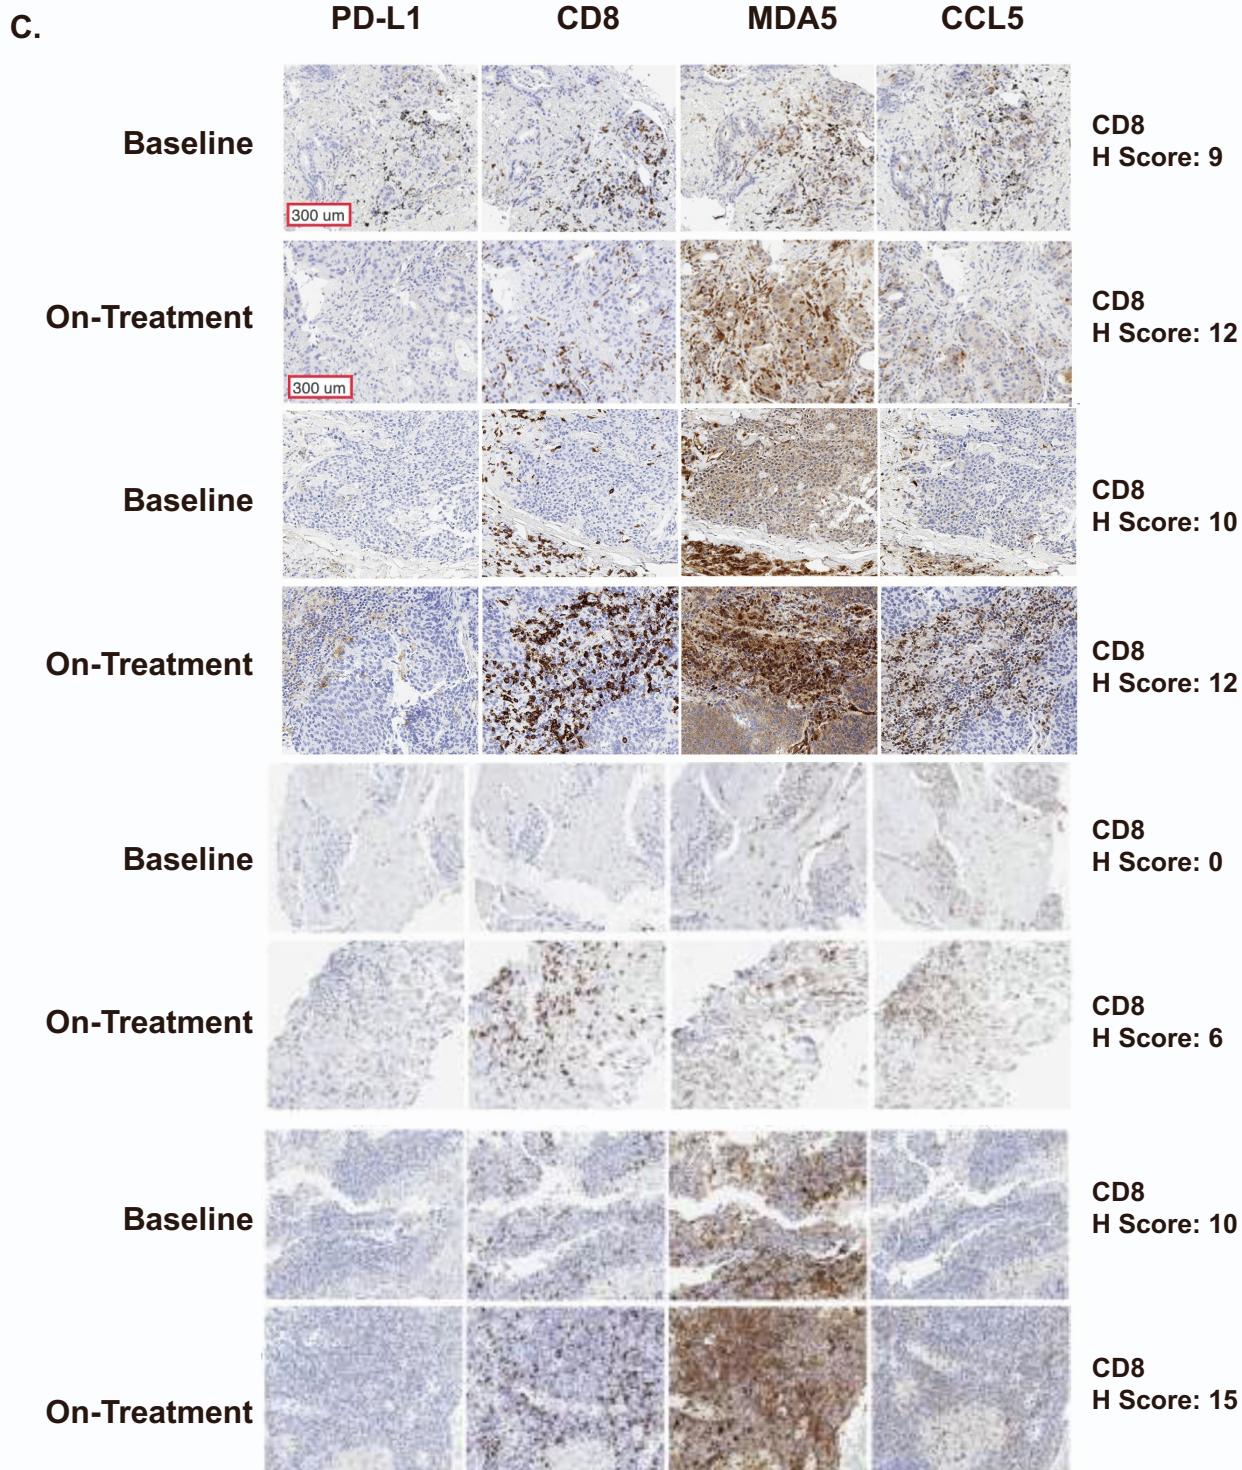 C.
PD-L1 CD8 MDA5 CCL5
Baseline
300 um
CD8
H Score: 9
On-Treatment
300 um
CD8
H Score: 12
Baseline
CD8
H Score: 10
On-Treatment
CD8
H Score: 12
Baseline
CD8
H Score: 0
On-Treatment
CD8
H Score: 6
Baseline
CD8
H Score: 10
On-Treatment
CD8
H Score: 15